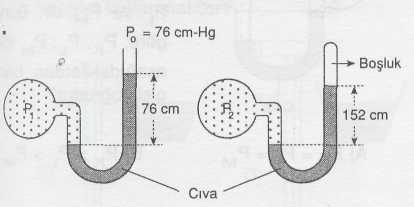 P₀ = 76 cm-Hg
P₁
76 cm
P₂
Boşluk
152 cm
Cıva